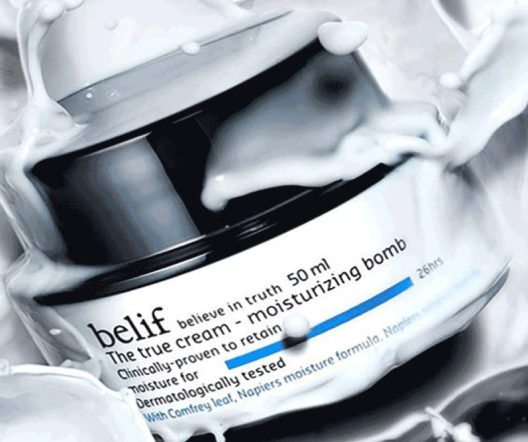 belif believe in truth 50 ml
The true cream - moisturizing bomb
Clinically-proven to retain
moisture for 26hrs
Dermatologically tested
With Comfrey leaf, Napiers moisture formula, Napiers